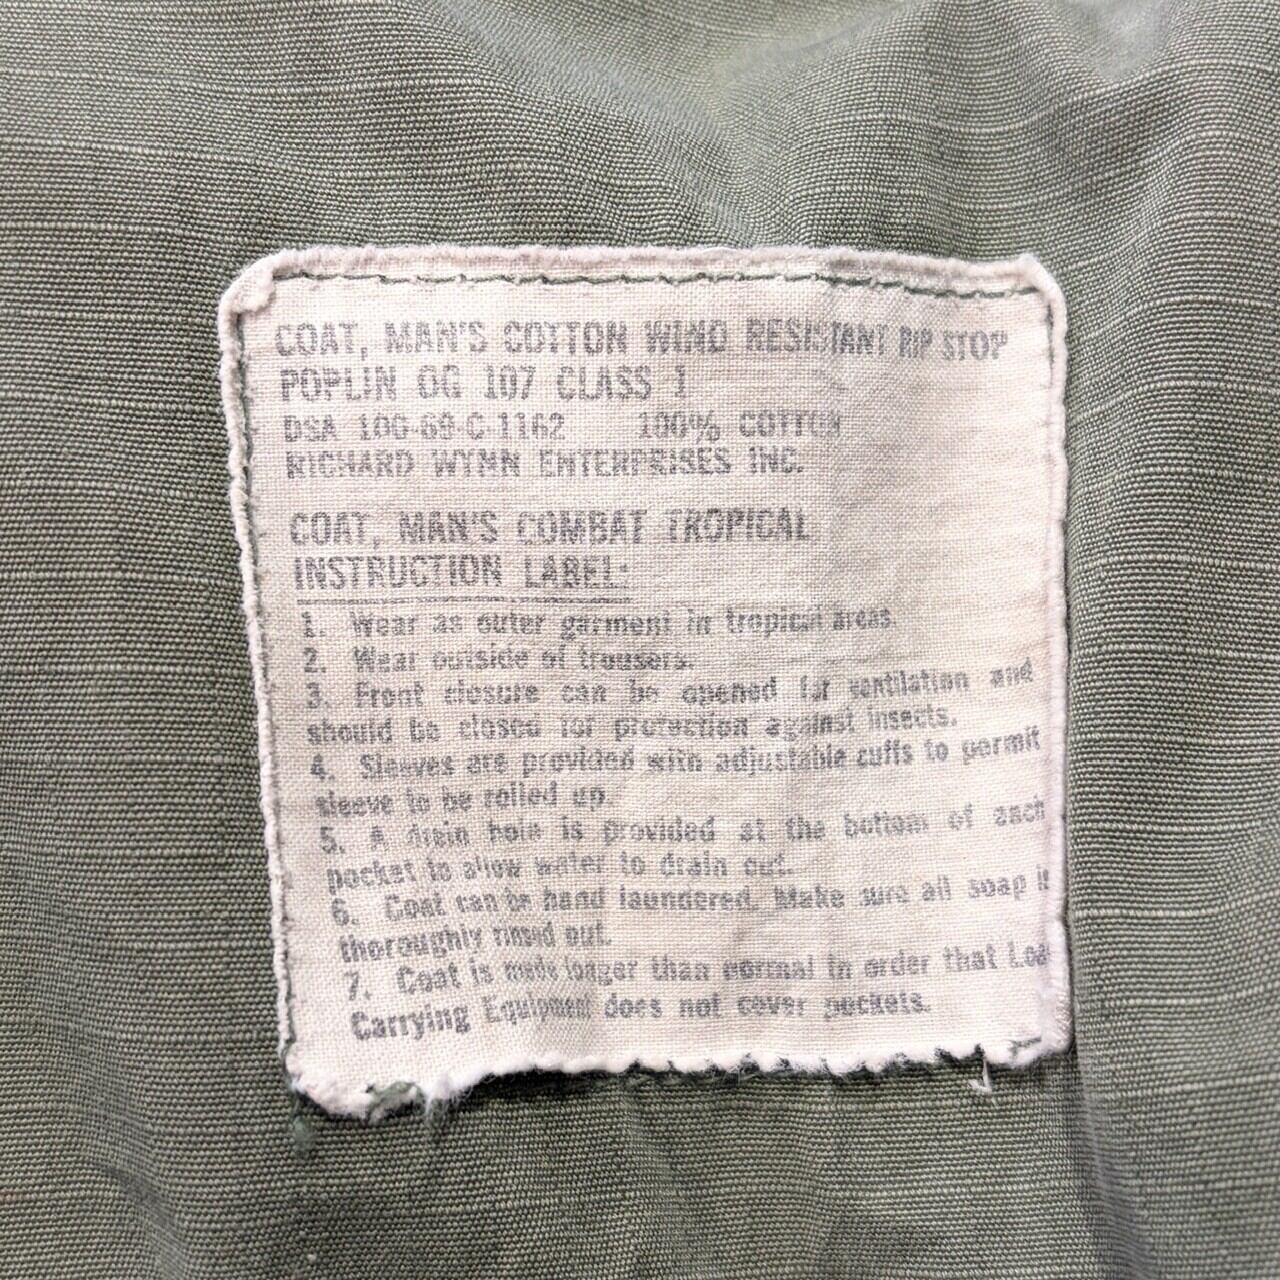 COAT, MAN'S COTTON WIND RESISTANT RIP STOP
POPLIN OG 107 CLASS 1
DSA 100-69-C-1162 100% COTTON
RICHARD WYNN ENTERPRISES INC.
COAT, MAN'S COMBAT TROPICAL
INSTRUCTION LABEL:
1. Wear as outer garment in tropical areas.
2. Wear outside of trousers.
3. Front closure can be opened for ventilation and
should be closed for protection against insects.
4. Sleeves are provided with adjustable cuffs to permit
sleeve to be rolled up.
5. A drain hole is provided at the bottom of each
pocket to allow water to drain out.
6. Coat can be hand laundered. Make sure all soap i
thoroughly rinsed out.
7. Coat is made longer than normal in order that Loa
Carrying Equipment does not cover pockets.